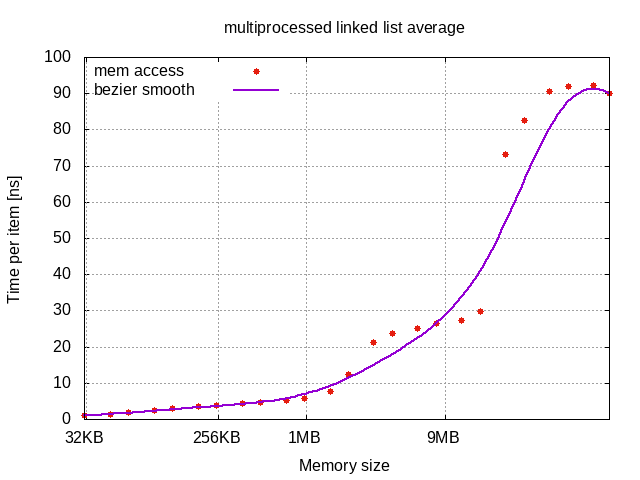 multiprocessed linked list average
100
90
80
70
60
50
40
30
20
10
0
mem access
bezier smooth
Time per item [ns]
32KB 256KB 1MB 9MB
Memory size